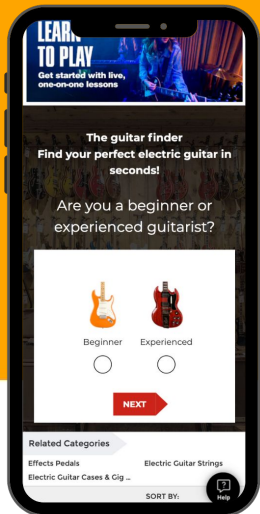 LEARN
TO PLAY
Get started with live,
one-on-one lessons
The guitar finder
Find your perfect electric guitar in
seconds!
Are you a beginner or
experienced guitarist?
Beginner Experienced
NEXT
Related Categories
Effects Pedals Electric Guitar Strings
Electric Guitar Cases & Gig ...
SORT BY:
Help